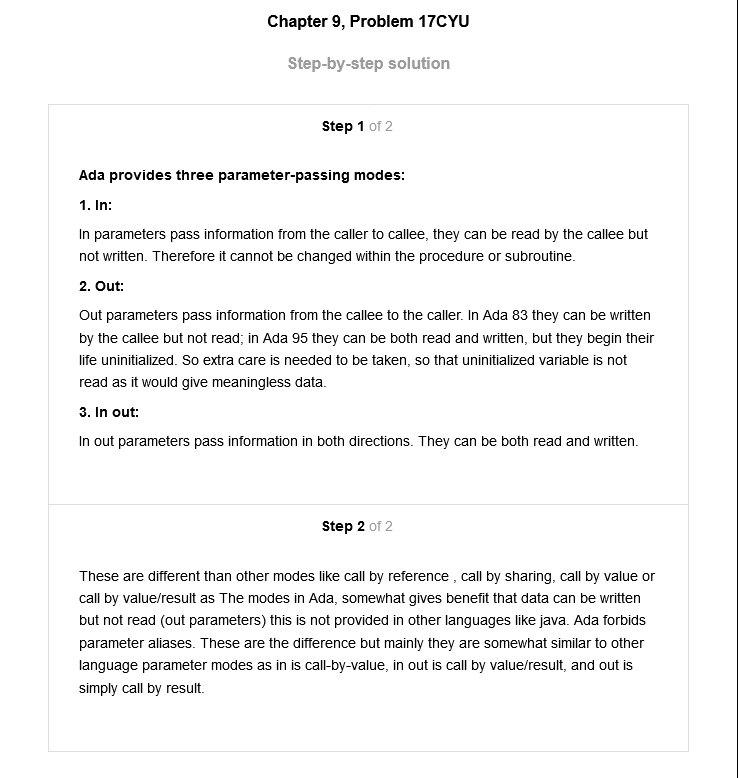 Chapter 9, Problem 17CYU
Step-by-step solution
Step 1 of 2
Ada provides three parameter-passing modes:
1. In:
In parameters pass information from the caller to callee, they can be read by the callee but
not written. Therefore it cannot be changed within the procedure or subroutine.
2. Out:
Out parameters pass information from the callee to the caller. In Ada 83 they can be written
by the callee but not read; in Ada 95 they can be both read and written, but they begin their
life uninitialized. So extra care is needed to be taken, so that uninitialized variable is not
read as it would give meaningless data.
3. In out:
In out parameters pass information in both directions. They can be both read and written.
Step 2 of 2
These are different than other modes like call by reference , call by sharing, call by value or
call by value/result as The modes in Ada, somewhat gives benefit that data can be written
but not read (out parameters) this is not provided in other languages like java. Ada forbids
parameter aliases. These are the difference but mainly they are somewhat similar to other
language parameter modes as in is call-by-value, in out is call by value/result, and out is
simply call by result.